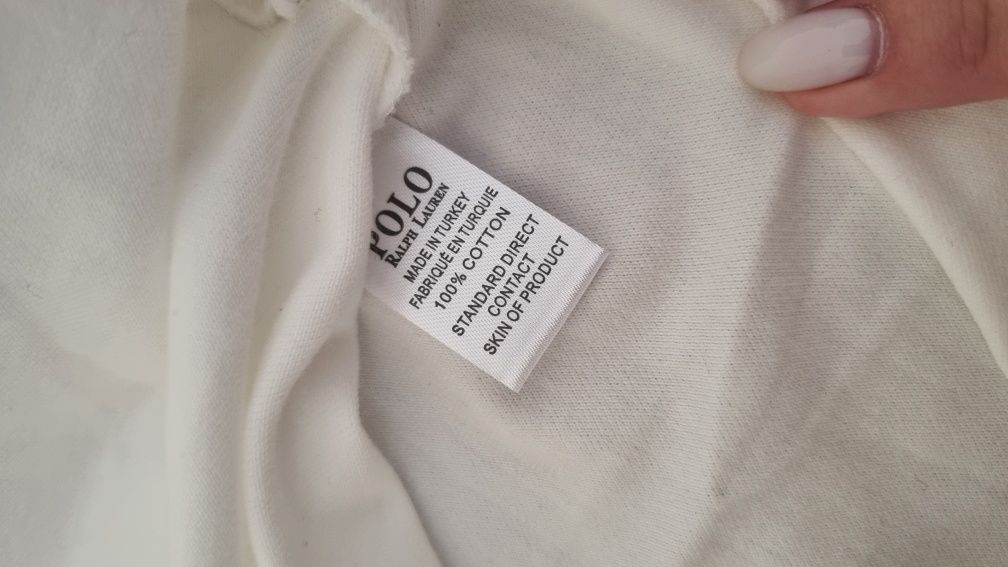 POLO
RALPH LAUREN
MADE IN TURKEY
FABRIQUÉ EN TURQUIE
100% COTTON
STANDARD DIRECT
CONTACT
SKIN OF PRODUCT